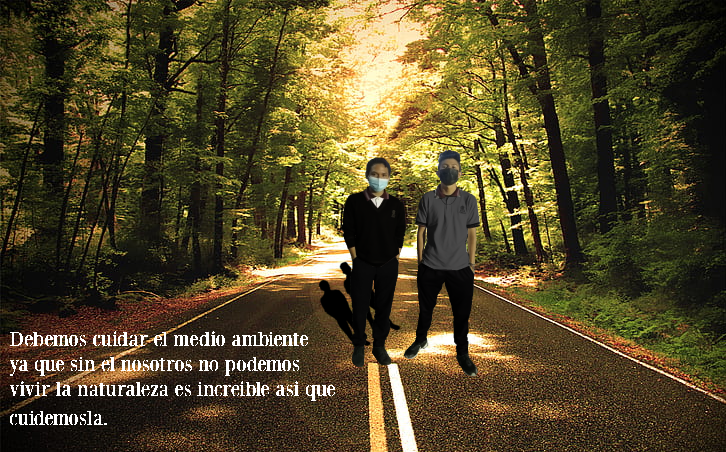 Debemos cuidar el medio ambiente
ya que sin el nosotros no podemos
vivir la naturaleza es increible asi que
cuidemosla.